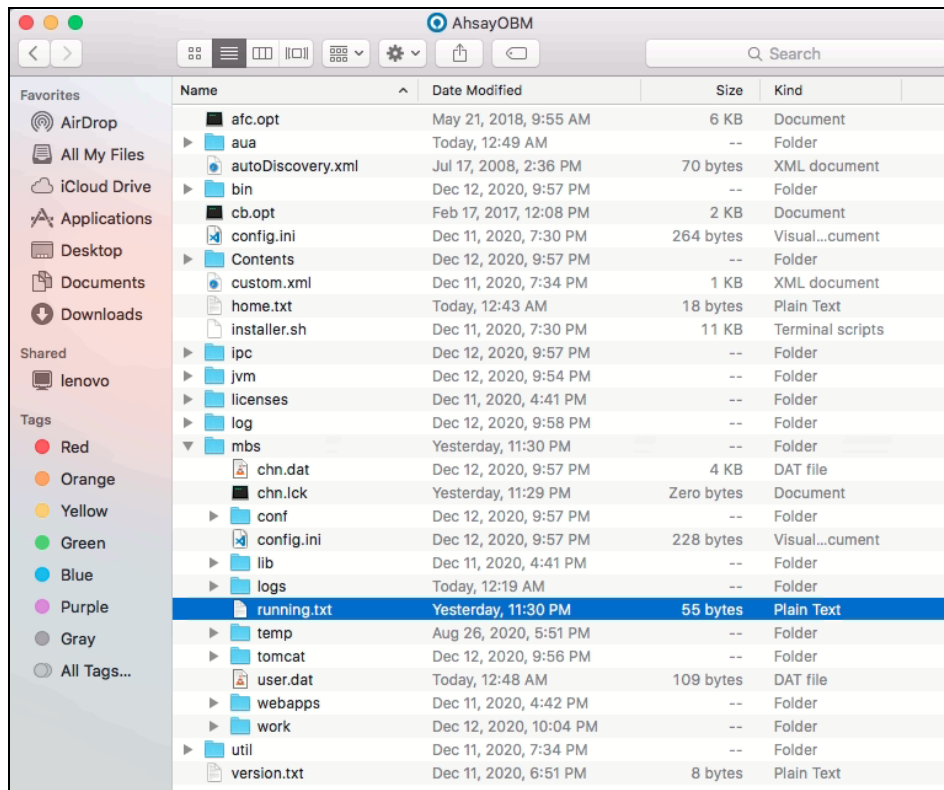 AhsayOBM
Search
Favorites
AirDrop
All My Files
iCloud Drive
Applications
Desktop
Documents
Downloads
Shared
lenovo
Tags
Red
Orange
Yellow
Green
Blue
Purple
Gray
All Tags...
Name Date Modified Size Kind
afc.opt May 21, 2018, 9:55 AM 6 KB Document
aua Today, 12:49 AM -- Folder
autoDiscovery.xml Jul 17, 2008, 2:36 PM 70 bytes XML document
bin Dec 12, 2020, 9:57 PM -- Folder
cb.opt Feb 17, 2017, 12:08 PM 2 KB Document
config.ini Dec 11, 2020, 7:30 PM 264 bytes Visual...cument
Contents Dec 12, 2020, 9:57 PM -- Folder
custom.xml Dec 11, 2020, 7:34 PM 1 KB XML document
home.txt Today, 12:43 AM 18 bytes Plain Text
installer.sh Dec 11, 2020, 7:30 PM 11 KB Terminal scripts
ipc Dec 12, 2020, 9:57 PM -- Folder
jvm Dec 12, 2020, 9:54 PM -- Folder
licenses Dec 11, 2020, 4:41 PM -- Folder
log Dec 12, 2020, 9:58 PM -- Folder
mbs Yesterday, 11:30 PM -- Folder
chn.dat Dec 12, 2020, 9:57 PM 4 KB DAT file
chn.lck Yesterday, 11:29 PM Zero bytes Document
conf Dec 12, 2020, 9:57 PM -- Folder
config.ini Dec 12, 2020, 9:57 PM 228 bytes Visual...cument
lib Dec 11, 2020, 4:41 PM -- Folder
logs Today, 12:19 AM -- Folder
running.txt Yesterday, 11:30 PM 55 bytes Plain Text
temp Aug 26, 2020, 5:51 PM -- Folder
tomcat Dec 12, 2020, 9:56 PM -- Folder
user.dat Today, 12:48 AM 109 bytes DAT file
webapps Dec 11, 2020, 4:42 PM -- Folder
work Dec 12, 2020, 10:04 PM -- Folder
util Dec 11, 2020, 7:34 PM -- Folder
version.txt Dec 11, 2020, 6:51 PM 8 bytes Plain Text